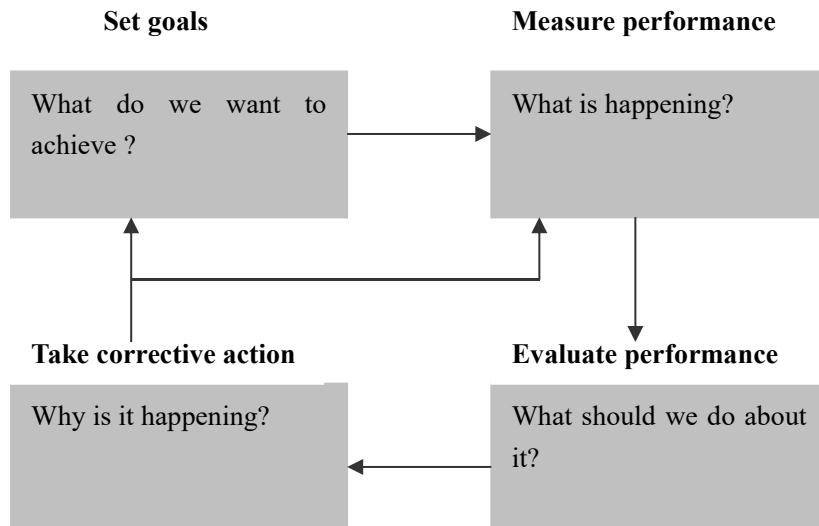 Set goals
Measure performance
What do we want to
achieve ?
What is happening?
Take corrective action
Evaluate performance
Why is it happening?
What should we do about
it?